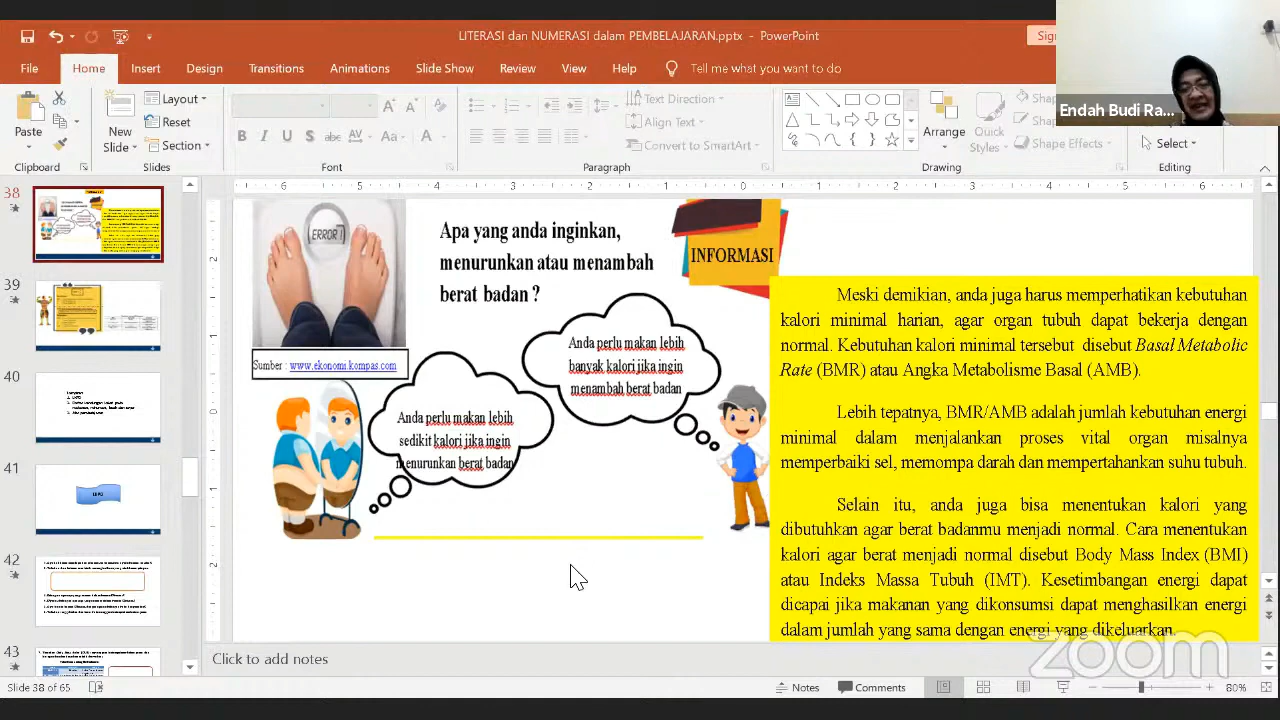 LITERASI dan NUMERASI dalam PEMBELAJARAN.pptx - PowerPoint
Sig
File Home Insert Design Transitions Animations Slide Show Review View Help Tell me what you want to do
Endah Budi Ra...
Paste
New
Slide
Layout
Reset
Section
Text Direction
Align Text
Convert to SmartArt
Arrange
Quick
Styles
Shape Effects
Select
Clipboard Slides Font Paragraph Drawing Editing
38
39
40
41
42
43
ERROR !
Apa yang anda inginkan,
menurunkan atau menambah
berat badan ?
INFORMASI
Sumber : www.ekonomi.kompas.com
Anda perlu makan lebih
banyak kalori jika ingin
menambah berat badan
Anda perlu makan lebih
sedikit kalori jika ingin
menurunkan berat badan
Meski demikian, anda juga harus memperhatikan kebutuhan
kalori minimal harian, agar organ tubuh dapat bekerja dengan
normal. Kebutuhan kalori minimal tersebut disebut Basal Metabolic
Rate (BMR) atau Angka Metabolisme Basal (AMB).
Lebih tepatnya, BMR/AMB adalah jumlah kebutuhan energi
minimal dalam menjalankan proses vital organ misalnya
memperbaiki sel, memompa darah dan mempertahankan suhu tubuh.
Selain itu, anda juga bisa menentukan kalori yang
dibutuhkan agar berat badanmu menjadi normal. Cara menentukan
kalori agar berat menjadi normal disebut Body Mass Index (BMI)
atau Indeks Massa Tubuh (IMT). Kesetimbangan energi dapat
dicapai jika makanan yang dikonsumsi dapat menghasilkan energi
dalam jumlah yang sama dengan energi yang dikeluarkan.
zoom
Click to add notes
Slide 38 of 65
Notes
Comments
80%